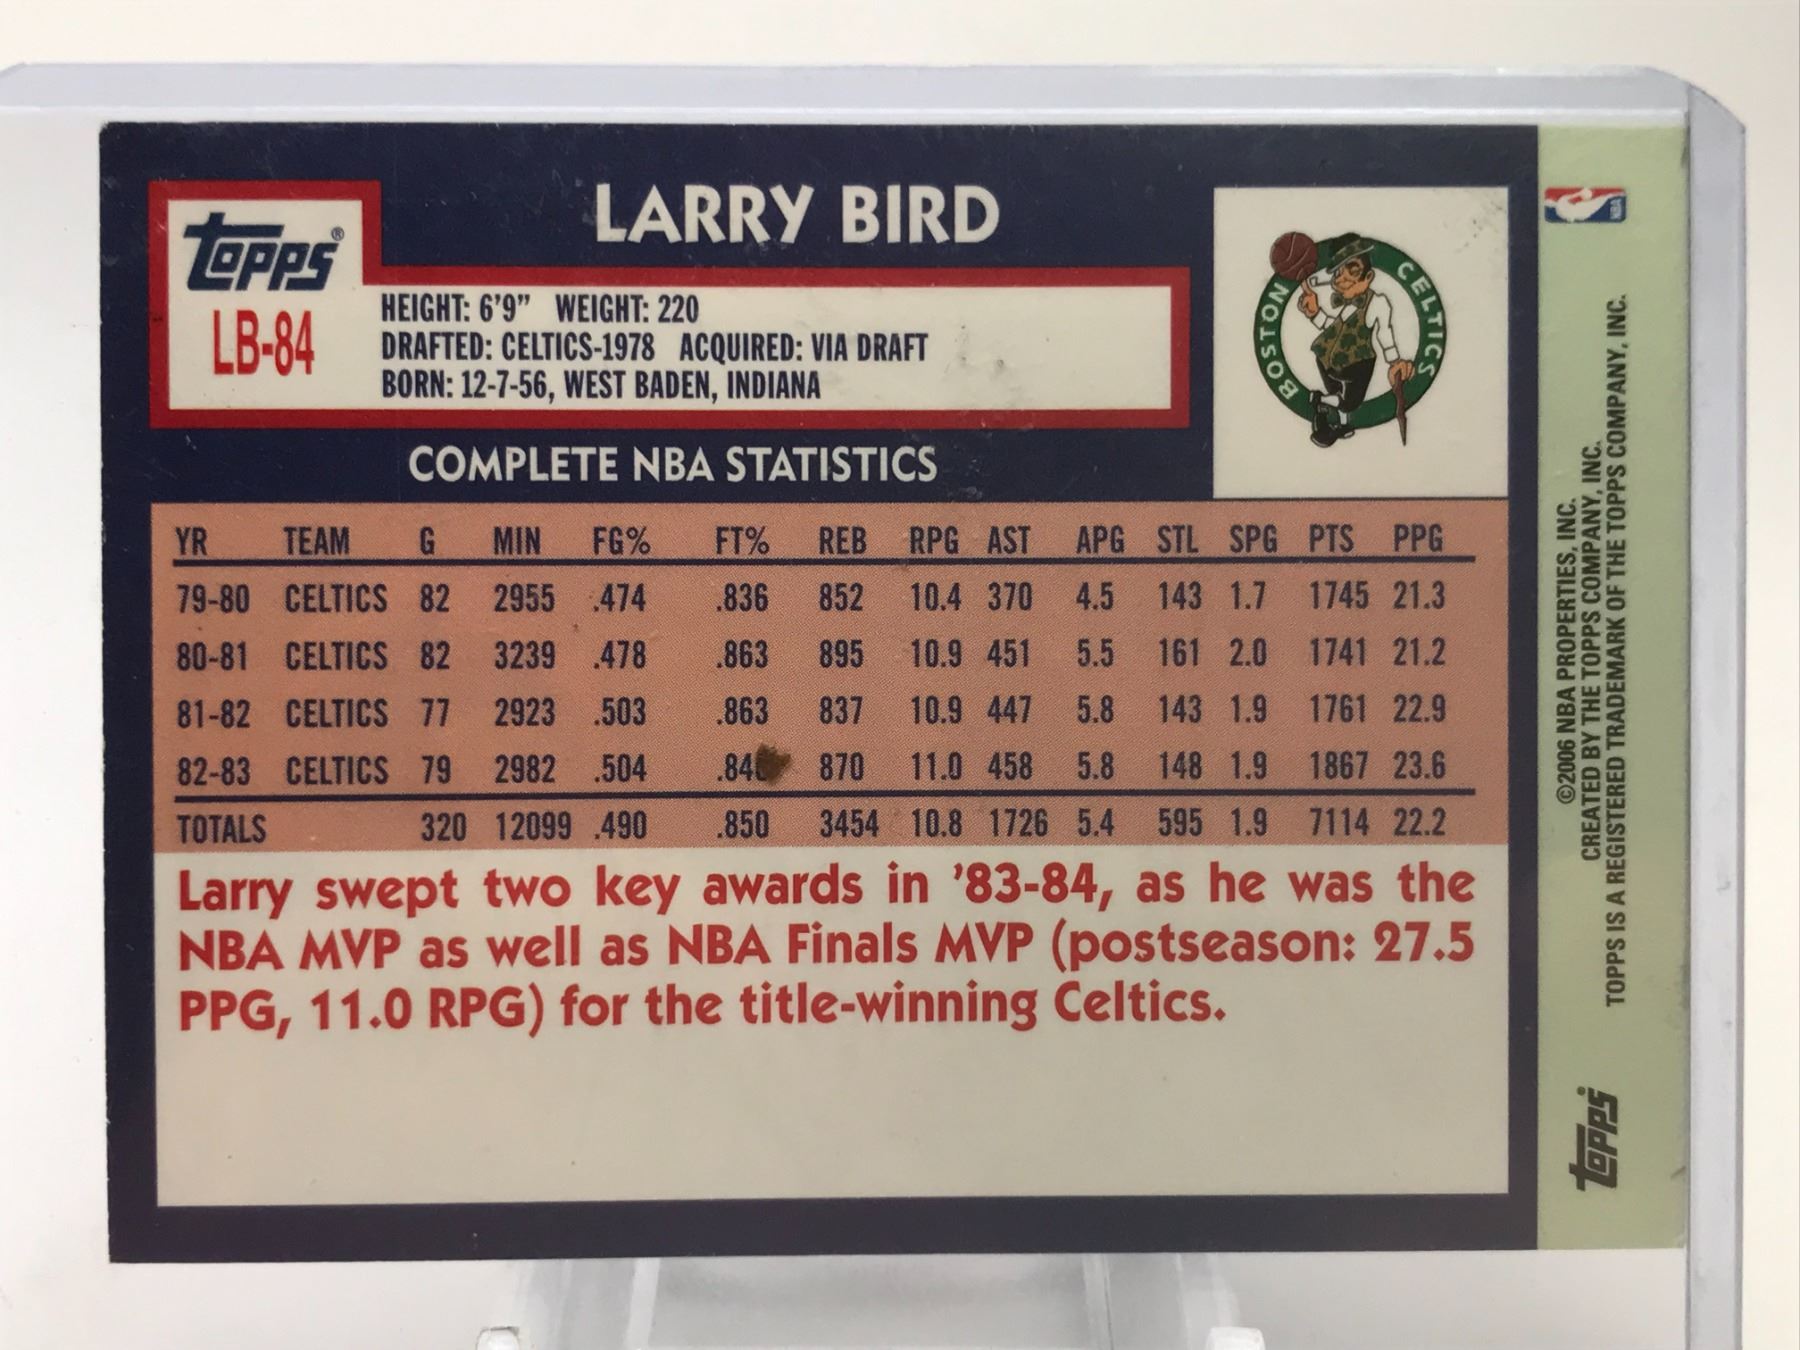 LARRY BIRD
TOPPS®
LB-84
HEIGHT: 6'9" WEIGHT: 220
DRAFTED: CELTICS-1978 ACQUIRED: VIA DRAFT
BORN: 12-7-56, WEST BADEN, INDIANA
BOSTON CELTICS
COMPLETE NBA STATISTICS
YR TEAM G MIN FG% FT% REB RPG AST APG STL SPG PTS PPG
79-80 CELTICS 82 2955 .474 .836 852 10.4 370 4.5 143 1.7 1745 21.3
80-81 CELTICS 82 3239 .478 .863 895 10.9 451 5.5 161 2.0 1741 21.2
81-82 CELTICS 77 2923 .503 .863 837 10.9 447 5.8 143 1.9 1761 22.9
82-83 CELTICS 79 2982 .504 870 11.0 458 5.8 148 1.9 1867 23.6
TOTALS 320 12099 .490 .850 3454 10.8 1726 5.4 595 1.9 7114 22.2
Larry swept two key awards in '83-84, as he was the
NBA MVP as well as NBA Finals MVP (postseason: 27.5
PPG, 11.0 RPG) for the title-winning Celtics.
NBA
©2006 NBA PROPERTIES, INC.
CREATED BY THE TOPPS COMPANY, INC.
TOPPS IS A REGISTERED TRADEMARK OF THE TOPPS COMPANY, INC.
TOPPS